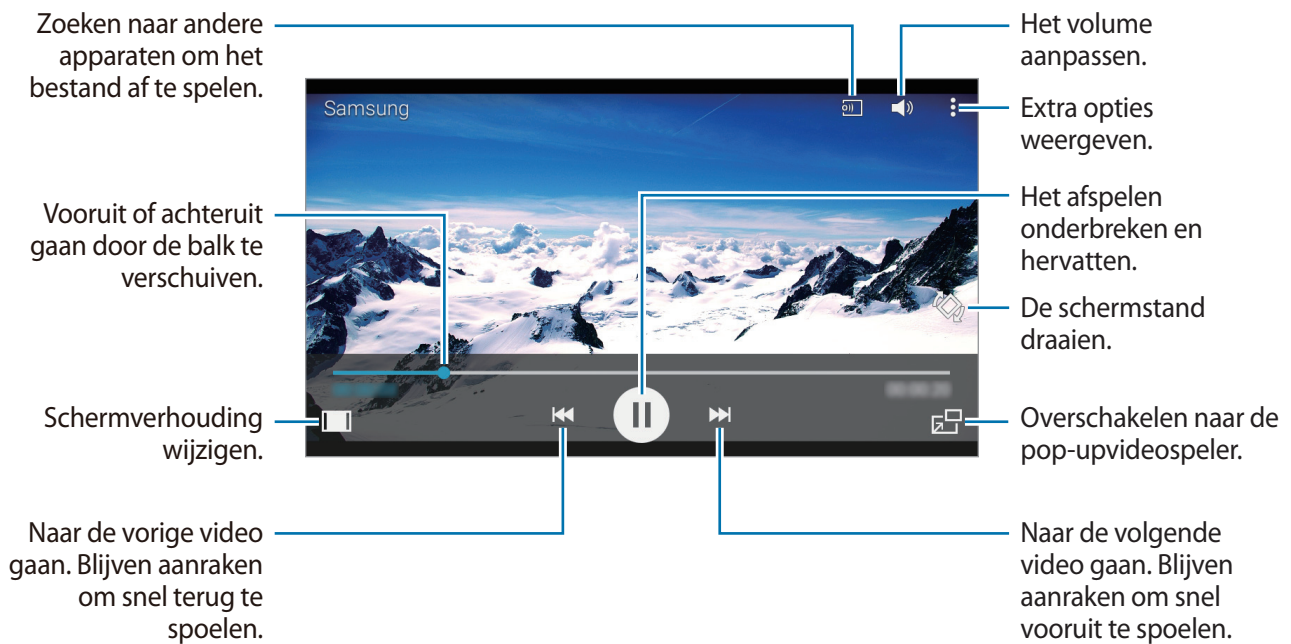 Zoeken naar andere
apparaten om het
bestand af te spelen.
Vooruit of achteruit
gaan door de balk te
verschuiven.
Schermverhouding
wijzigen.
Naar de vorige video
gaan. Blijven aanraken
om snel terug te
spoelen.
Samsung
Het volume
aanpassen.
Extra opties
weergeven.
Het afspelen
onderbreken en
hervatten.
De schermstand
draaien.
Overschakelen naar de
pop-upvideospeler.
Naar de volgende
video gaan. Blijven
aanraken om snel
vooruit te spoelen.